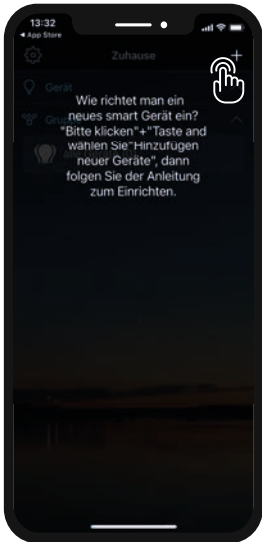 13:32
◀ App Store
Zuhause
+
Gerät
Wie richtet man ein
neues smart Gerät ein?
Gruppe
"Bitte klicken"+"Taste and
wählen Sie"Hinzufügen
neuer Geräte", dann
folgen Sie der Anleitung
zum Einrichten.